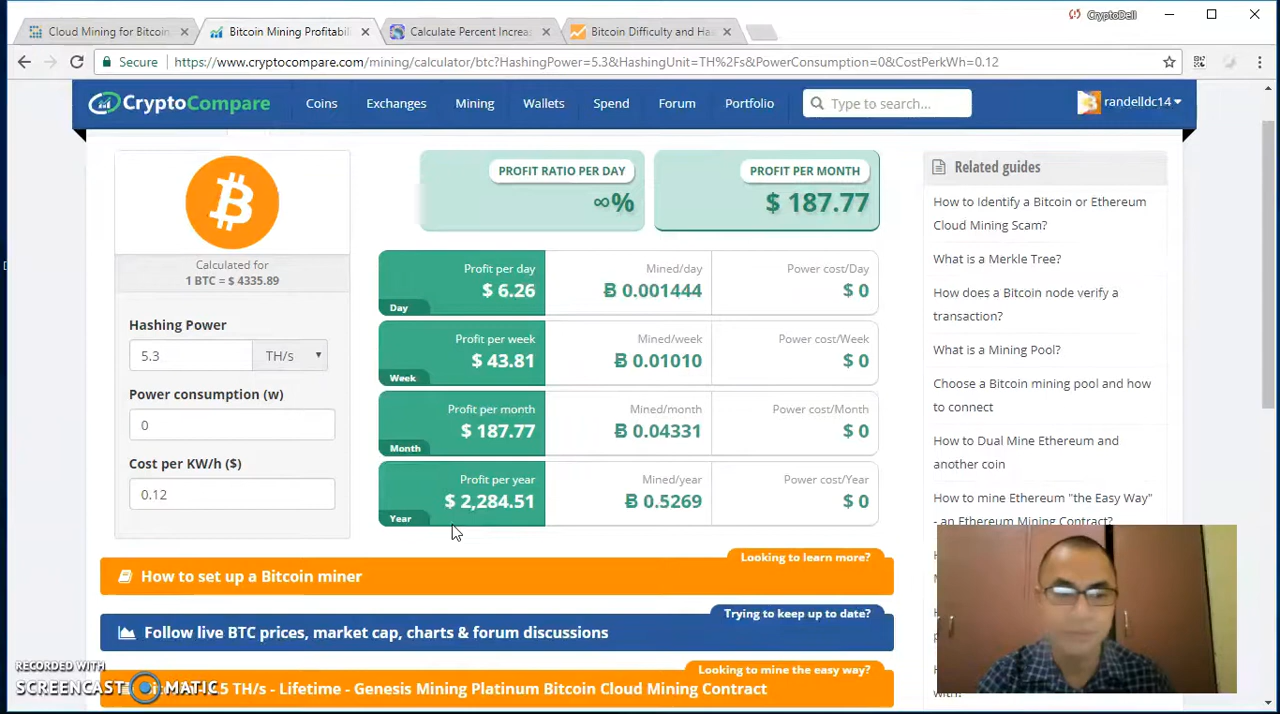 CryptoDell
Cloud Mining for Bitcoin
Bitcoin Mining Profitabili
Calculate Percent Increa
Bitcoin Difficulty and Ha
Secure
https://www.cryptocompare.com/mining/calculator/btc?HashingPower=5.3&HashingUnit=TH%2Fs&PowerConsumption=0&CostPerkWh=0.12
CryptoCompare
Coins
Exchanges
Mining
Wallets
Spend
Forum
Portfolio
Type to search...
randelldc14
Calculated for
1 BTC = $ 4335.89
Hashing Power
5.3
TH/s
Power consumption (w)
0
Cost per KW/h ($)
0.12
PROFIT RATIO PER DAY
∞%
PROFIT PER MONTH
$ 187.77
Profit per day
$ 6.26
Day
Mined/day
Ƀ 0.001444
Power cost/Day
$ 0
Profit per week
$ 43.81
Week
Mined/week
Ƀ 0.01010
Power cost/Week
$ 0
Profit per month
$ 187.77
Month
Mined/month
Ƀ 0.04331
Power cost/Month
$ 0
Profit per year
$ 2,284.51
Year
Mined/year
Ƀ 0.5269
Power cost/Year
$ 0
Looking to learn more?
How to set up a Bitcoin miner
Trying to keep up to date?
Follow live BTC prices, market cap, charts & forum discussions
Looking to mine the easy way?
5 TH/s - Lifetime - Genesis Mining Platinum Bitcoin Cloud Mining Contract
Related guides
How to Identify a Bitcoin or Ethereum
Cloud Mining Scam?
What is a Merkle Tree?
How does a Bitcoin node verify a
transaction?
What is a Mining Pool?
Choose a Bitcoin mining pool and how
to connect
How to Dual Mine Ethereum and
another coin
How to mine Ethereum "the Easy Way"
- an Ethereum Mining Contract?
RECORDED WITH
SCREENCAST MATIC